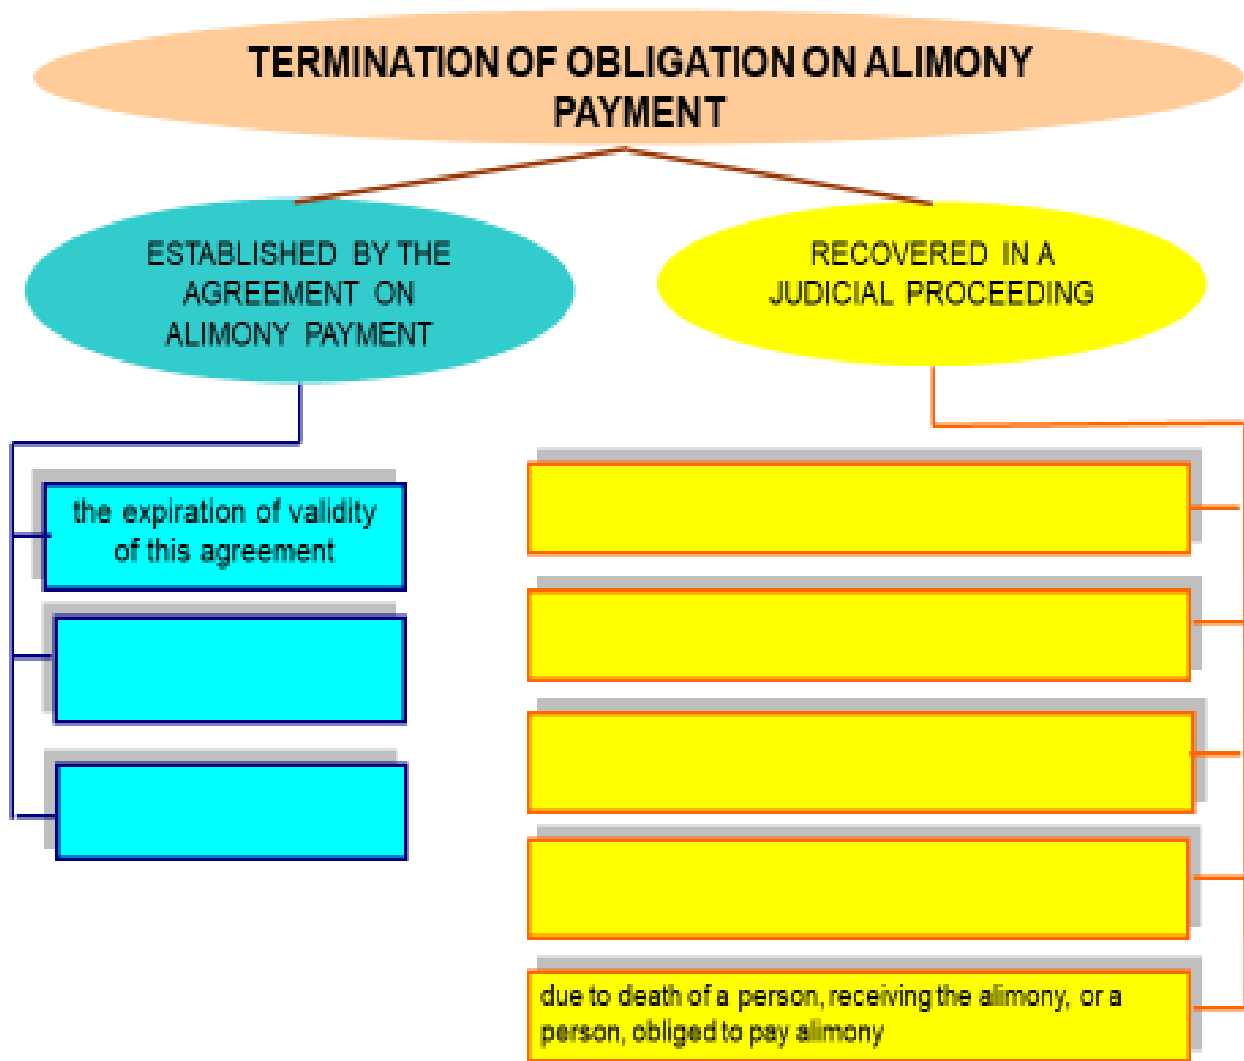 TERMINATION OF OBLIGATION ON ALIMONY
PAYMENT
ESTABLISHED BY THE
AGREEMENT ON
ALIMONY PAYMENT
RECOVERED IN A
JUDICIAL PROCEEDING
the expiration of validity
of this agreement
due to death of a person, receiving the alimony, or a
person, obliged to pay alimony